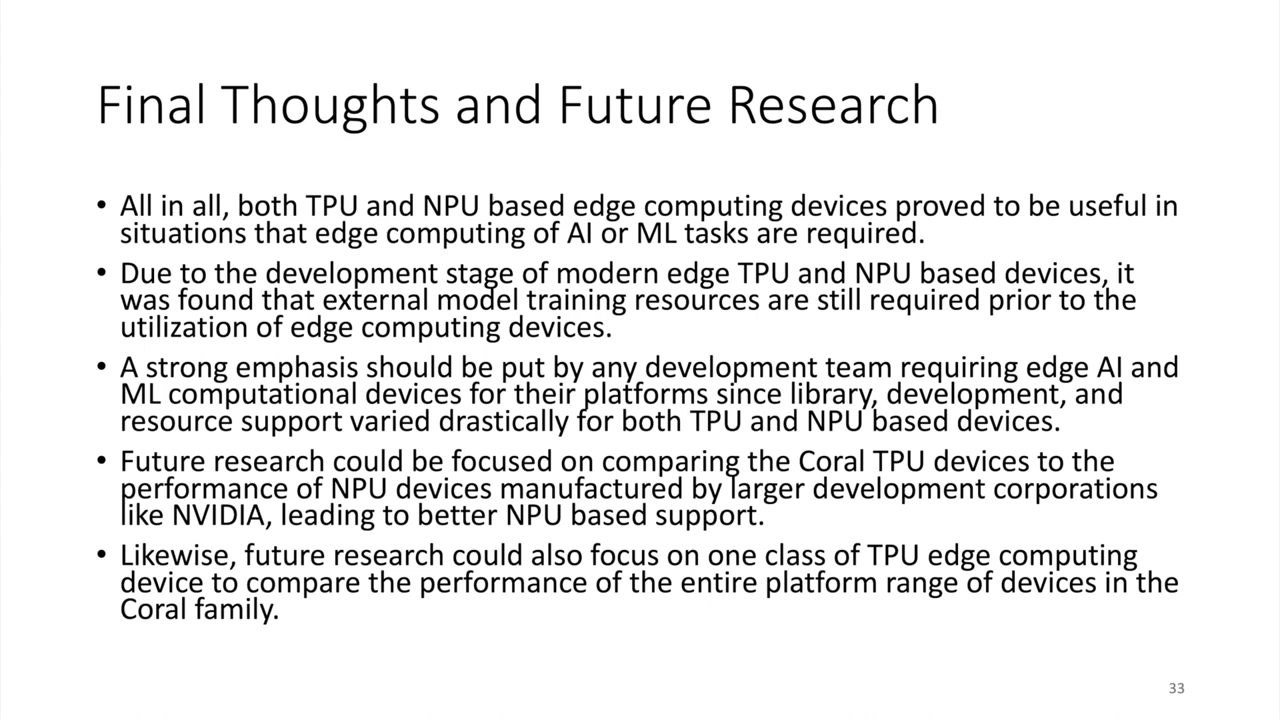 Final Thoughts and Future Research
• All in all, both TPU and NPU based edge computing devices proved to be useful in
situations that edge computing of AI or ML tasks are required.
• Due to the development stage of modern edge TPU and NPU based devices, it
was found that external model training resources are still required prior to the
utilization of edge computing devices.
• A strong emphasis should be put by any development team requiring edge AI and
ML computational devices for their platforms since library, development, and
resource support varied drastically for both TPU and NPU based devices.
• Future research could be focused on comparing the Coral TPU devices to the
performance of NPU devices manufactured by larger development corporations
like NVIDIA, leading to better NPU based support.
• Likewise, future research could also focus on one class of TPU edge computing
device to compare the performance of the entire platform range of devices in the
Coral family.
33